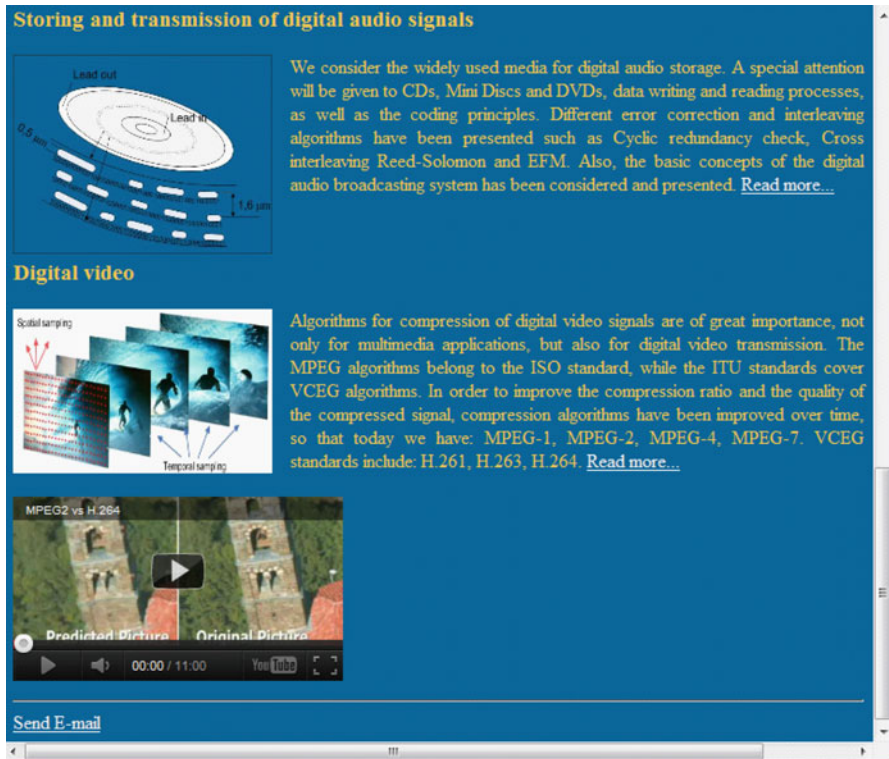 Storing and transmission of digital audio signals
Lead out
Lead in
0,5 µm
1,6 µm
We consider the widely used media for digital audio storage. A special attention
will be given to CDs, Mini Discs and DVDs, data writing and reading processes,
as well as the coding principles. Different error correction and interleaving
algorithms have been presented such as Cyclic redundancy check, Cross
interleaving Reed-Solomon and EFM. Also, the basic concepts of the digital
audio broadcasting system has been considered and presented. Read more...
Digital video
Spatial sampling
Temporal sampling
Algorithms for compression of digital video signals are of great importance, not
only for multimedia applications, but also for digital video transmission. The
MPEG algorithms belong to the ISO standard, while the ITU standards cover
VCEG algorithms. In order to improve the compression ratio and the quality of
the compressed signal, compression algorithms have been improved over time,
so that today we have: MPEG-1, MPEG-2, MPEG-4, MPEG-7. VCEG
standards include: H.261, H.263, H.264. Read more...
MPEG2 vs H.264
Predicted Picture
Original Picture
00:00 / 11:00
YouTube
Send E-mail